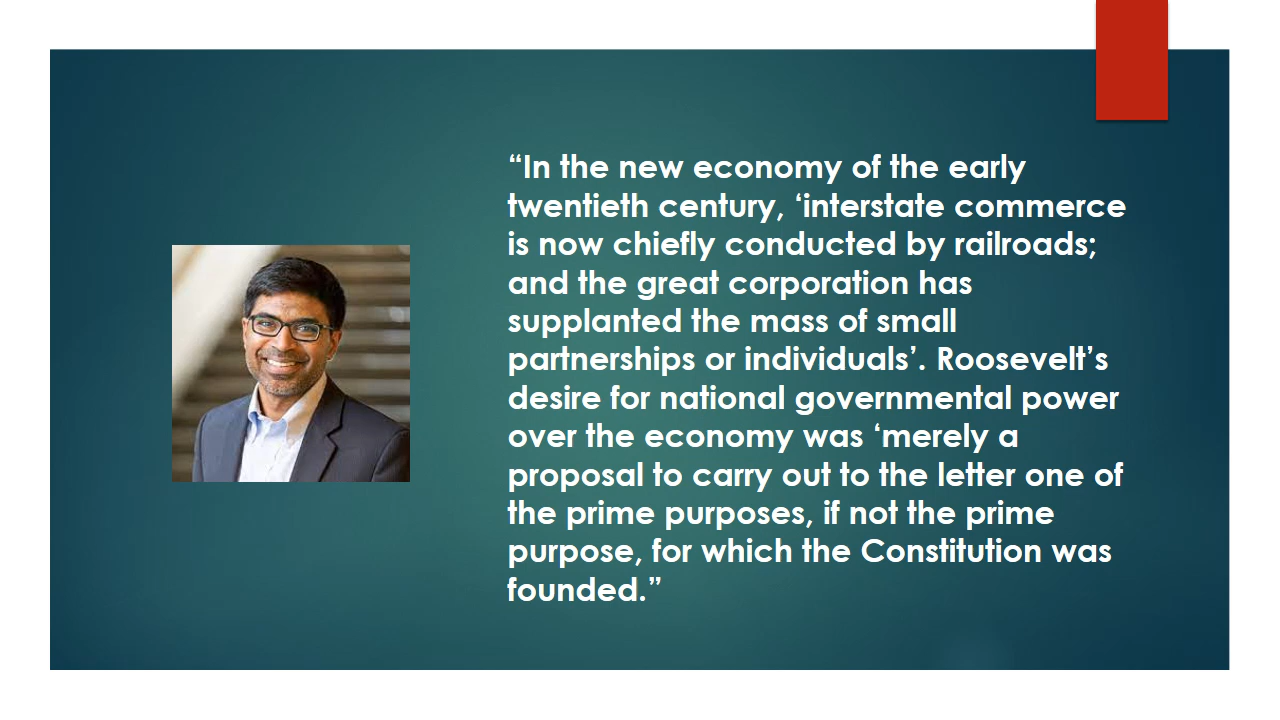 “In the new economy of the early
twentieth century, ‘interstate commerce
is now chiefly conducted by railroads;
and the great corporation has
supplanted the mass of small
partnerships or individuals’. Roosevelt’s
desire for national governmental power
over the economy was ‘merely a
proposal to carry out to the letter one of
the prime purposes, if not the prime
purpose, for which the Constitution was
founded.”